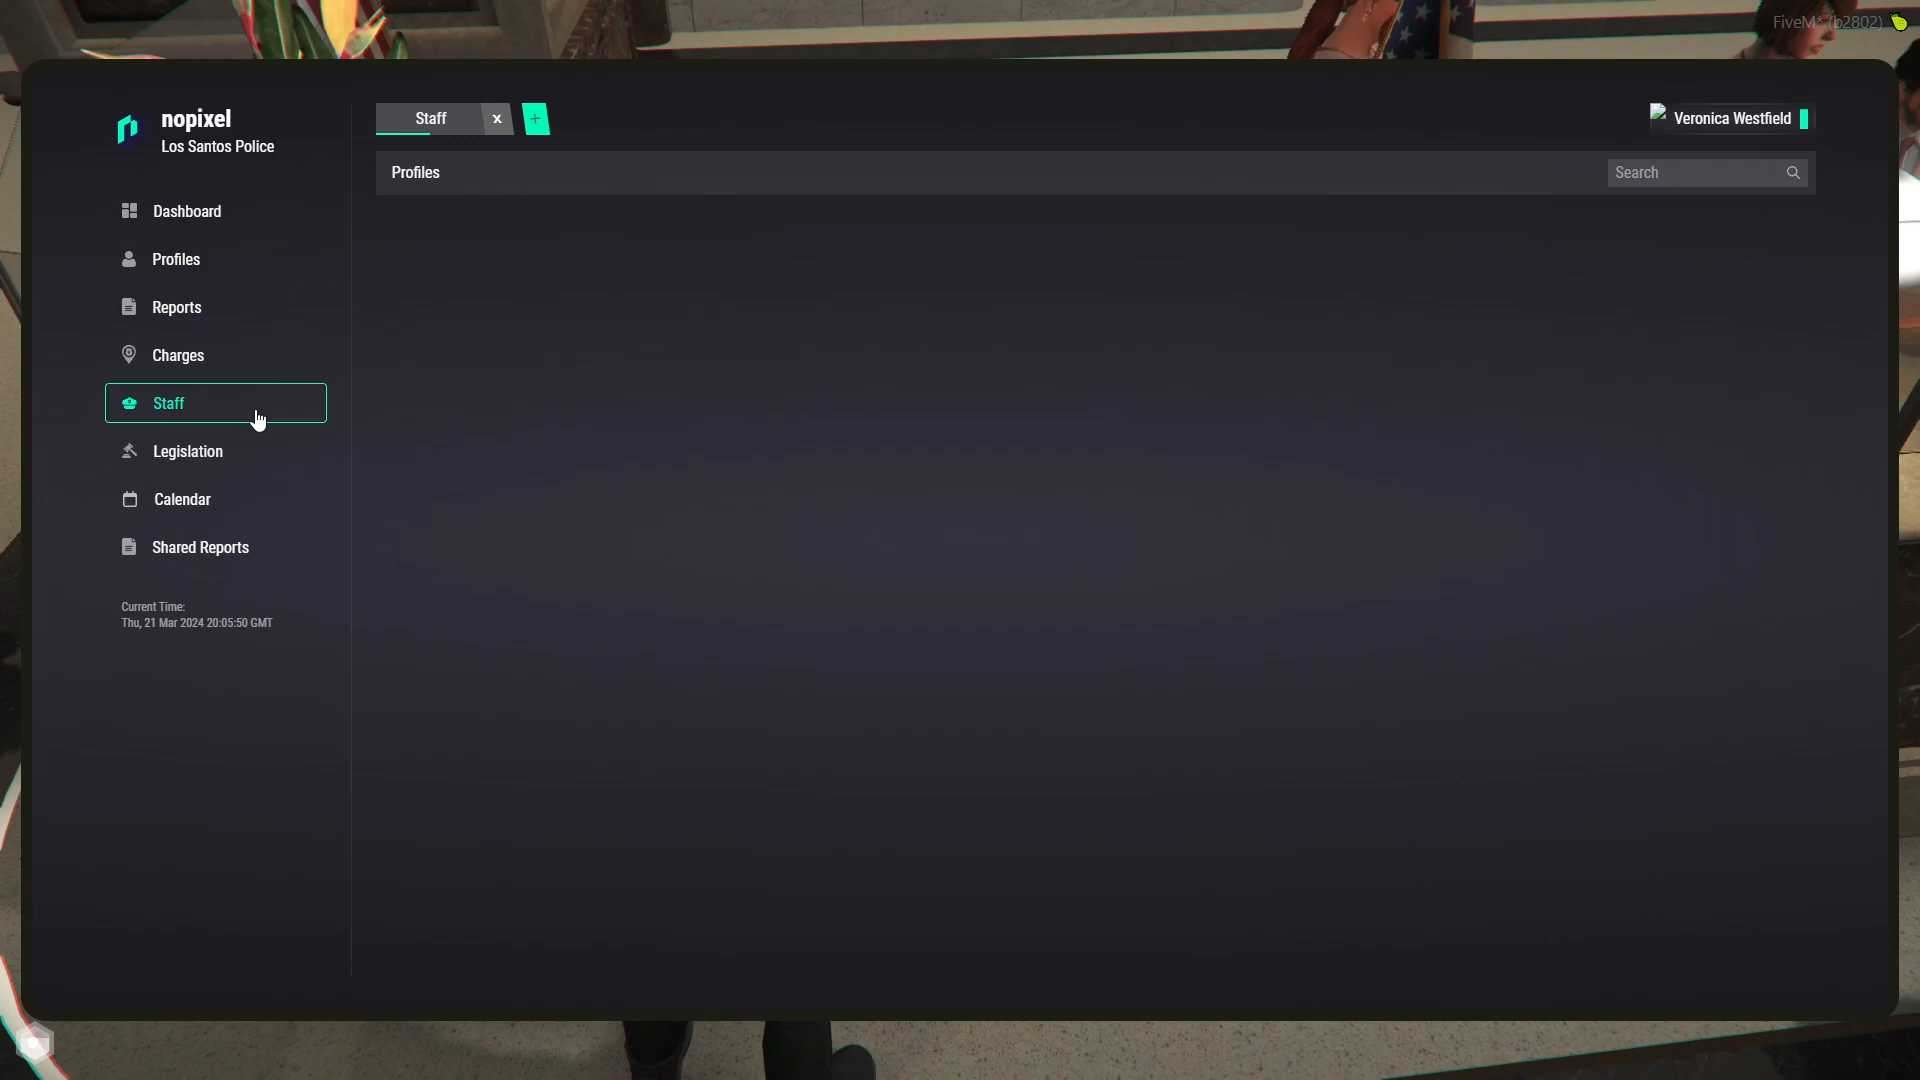 FiveM* (b2802)
nopixel
Los Santos Police
Staff x +
Veronica Westfield
Profiles
Search
Dashboard
Profiles
Reports
Charges
Staff
Legislation
Calendar
Shared Reports
Current Time:
Thu, 21 Mar 2024 20:05:50 GMT